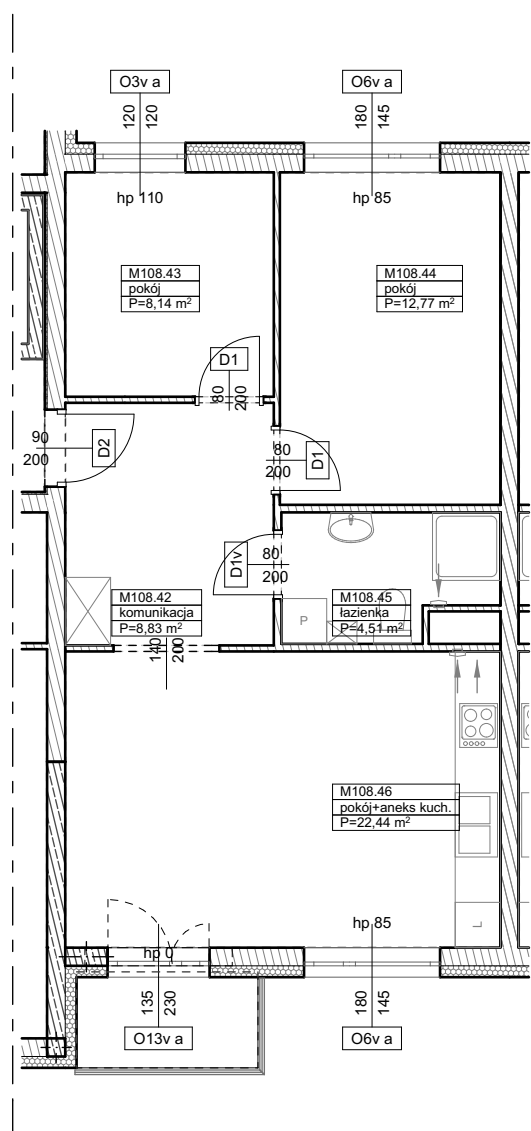 O3v a
O6v a
120
120
180
145
hp 110
hp 85
M108.43
pokój
P=8,14 m²
M108.44
pokój
P=12,77 m²
D1
80
200
90
200
D2
80
200
D1
D1v
80
200
M108.42
komunikacja
P=8,83 m²
M108.45
łazienka
P=4,51 m²
P
140
200
M108.46
pokój+aneks kuch.
P=22,44 m²
L
hp 0
hp 85
135
230
180
145
O13v a
O6v a